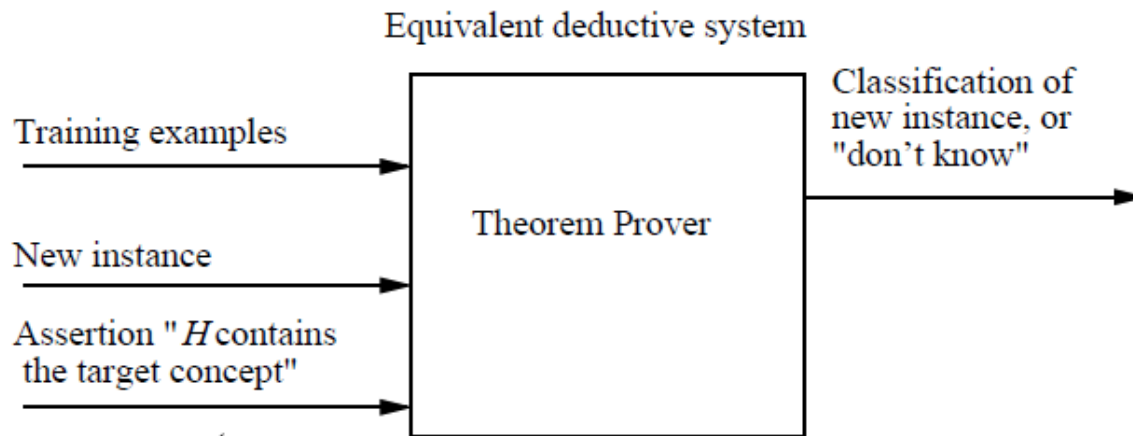 Equivalent deductive system
Classification of
new instance, or
"don't know"
Training examples
Theorem Prover
New instance
Assertion "H contains
the target concept"